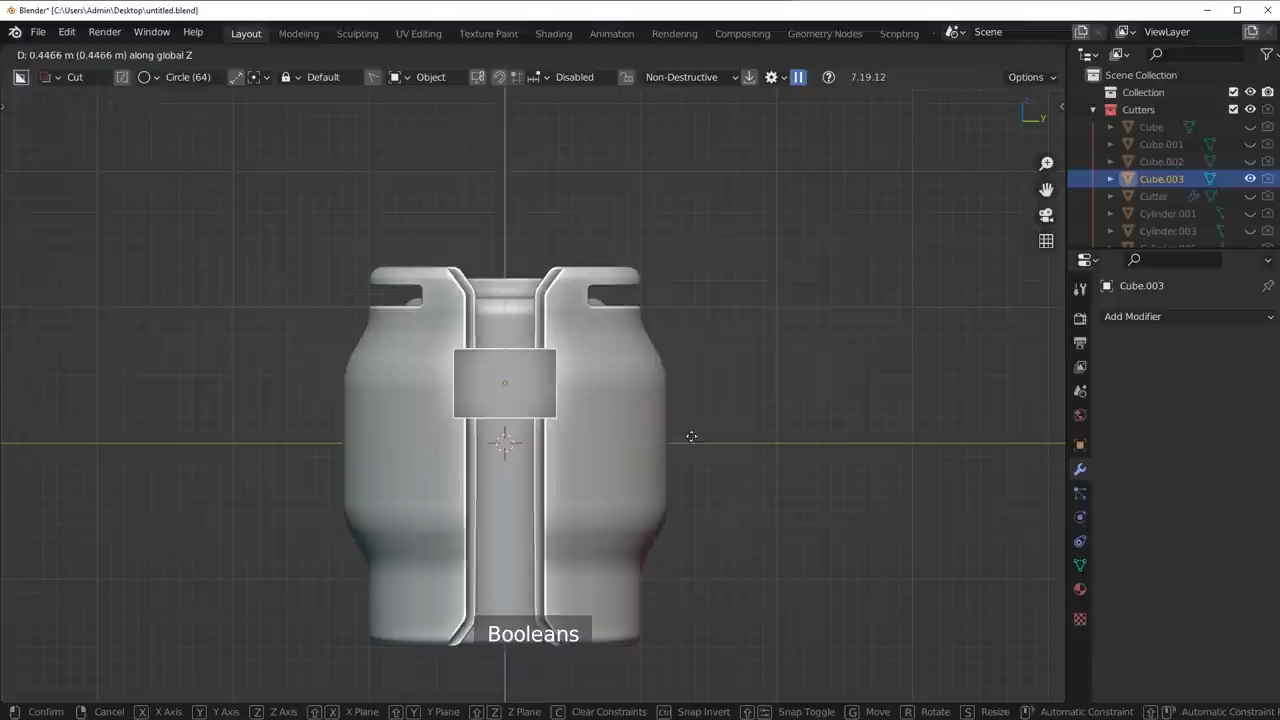 Blender* [C:\Users\Admin\Desktop\untitled.blend]
File Edit Render Window Help Layout Modeling Sculpting UV Editing Texture Paint Shading Animation Rendering Compositing Geometry Nodes Scripting Scene ViewLayer
D: 0.4466 m (0.4466 m) along global Z
Cut Circle (64) Default Object Disabled Non-Destructive 7.19.12 Options
Scene Collection
Collection
Cutters
Cube
Cube.001
Cube.002
Cube.003
Cutter
Cylinder.001
Cylinder.003
z
y
Cube.003
Add Modifier
Booleans
Confirm Cancel X X Axis Y Y Axis Z Z Axis X X Plane Y Y Plane Z Z Plane C Clear Constraints Ctrl Snap Invert Snap Toggle G Move R Rotate S Resize Automatic Constraint Automatic Constraint